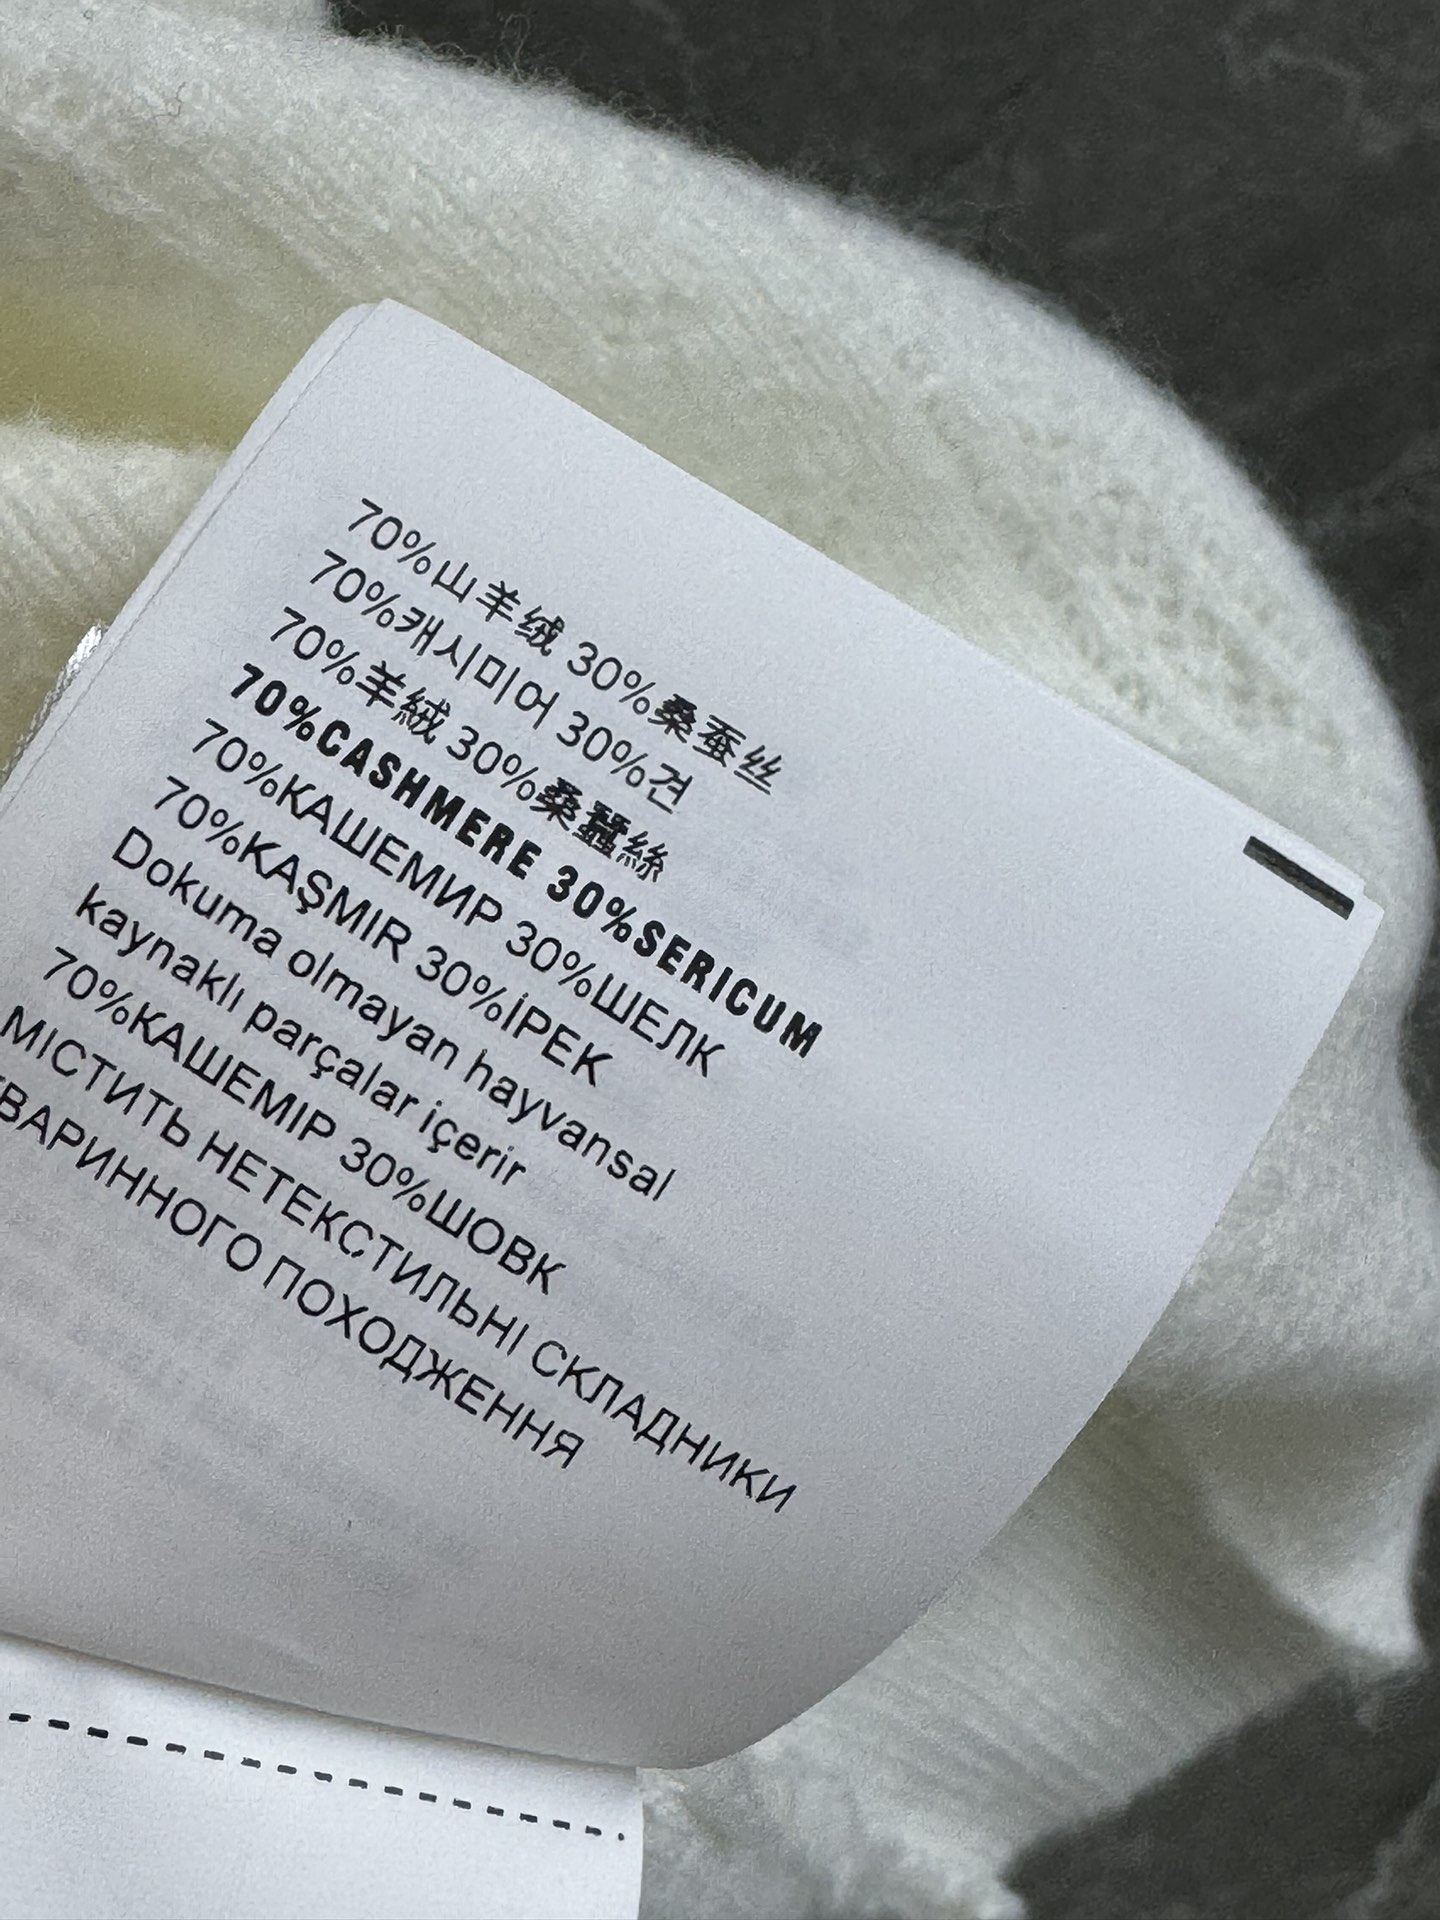 70%山羊绒 30%桑蚕丝
70%캐시미어 30%견
70%羊絨 30%桑蠶絲
70%CASHMERE 30%SERICUM
70%КАШЕМИР 30%ШЕЛК
70%KAŞMIR 30%İPEK
Dokuma olmayan hayvansal
kaynaklı parçalar içerir
70%КАШЕМІР 30%ШОВК
МІСТИТЬ НЕТЕКСТИЛЬНІ СКЛАДНИКИ
ТВАРИННОГО ПОХОДЖЕННЯ